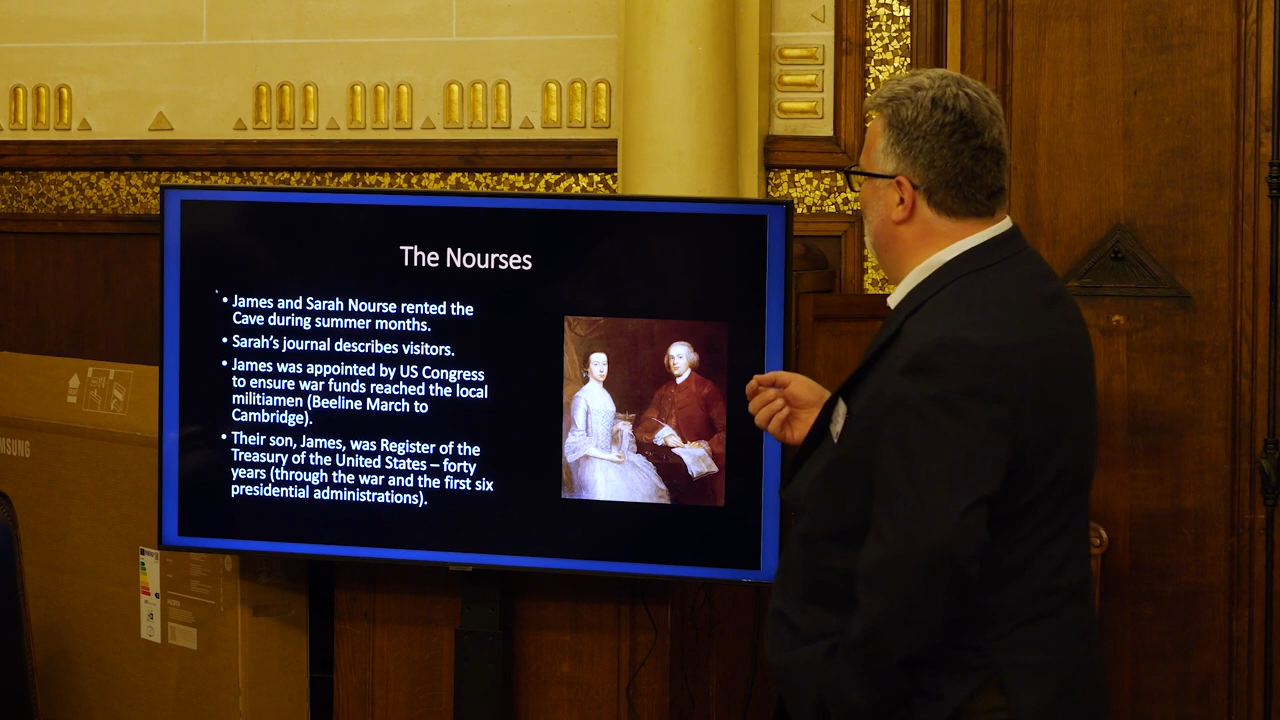 The Nourses
• James and Sarah Nourse rented the
Cave during summer months.
• Sarah's journal describes visitors.
• James was appointed by US Congress
to ensure war funds reached the local
militiamen (Beeline March to
Cambridge).
• Their son, James, was Register of the
Treasury of the United States – forty
years (through the war and the first six
presidential administrations).
MSUNG